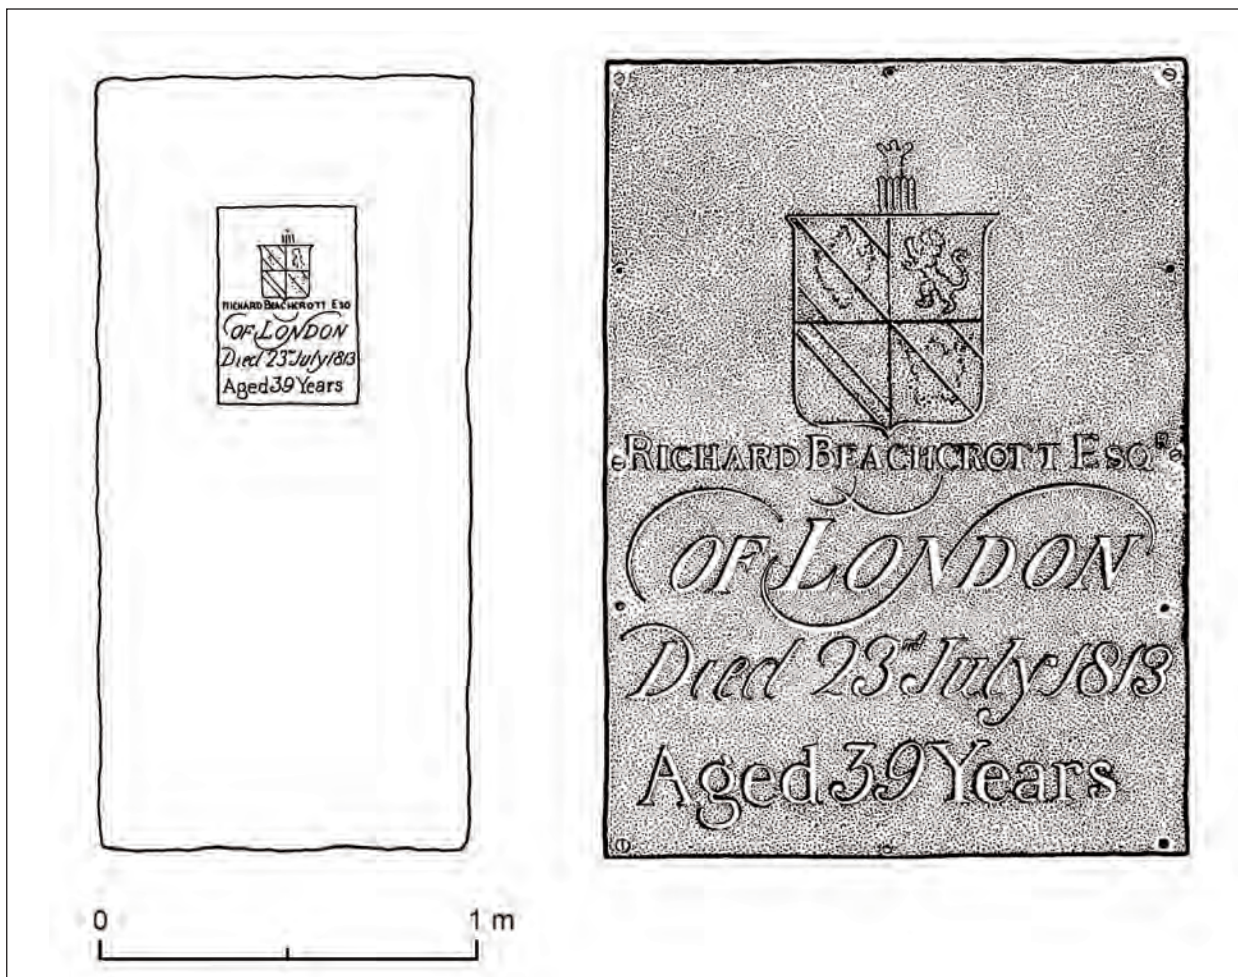 RICHARD BEACHCROTT ESQ
OF LONDON
Died 23rd July 1813
Aged 39 Years
RICHARD BEACHCROTT ESQR
OF LONDON
Died 23rd July 1813
Aged 39 Years
0 1 m